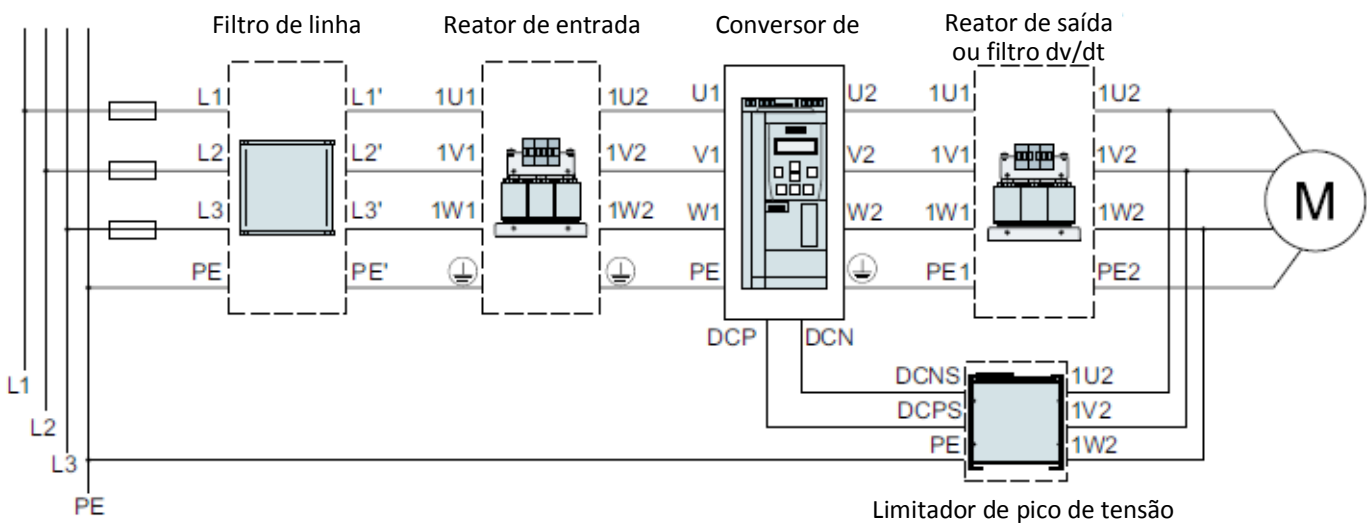 Filtro de linha
Reator de entrada
Conversor de
Reator de saída
ou filtro dv/dt
L1 L1' 1U1 1U2 U1 U2 1U1 1U2
L2 L2' 1V1 1V2 V1 V2 1V1 1V2
M
L3 L3' 1W1 1W2 W1 W2 1W1 1W2
PE PE' PE PE1 PE2
DCP DCN
L1
DCNS 1U2
DCPS 1V2
L2
PE 1W2
L3
PE
Limitador de pico de tensão